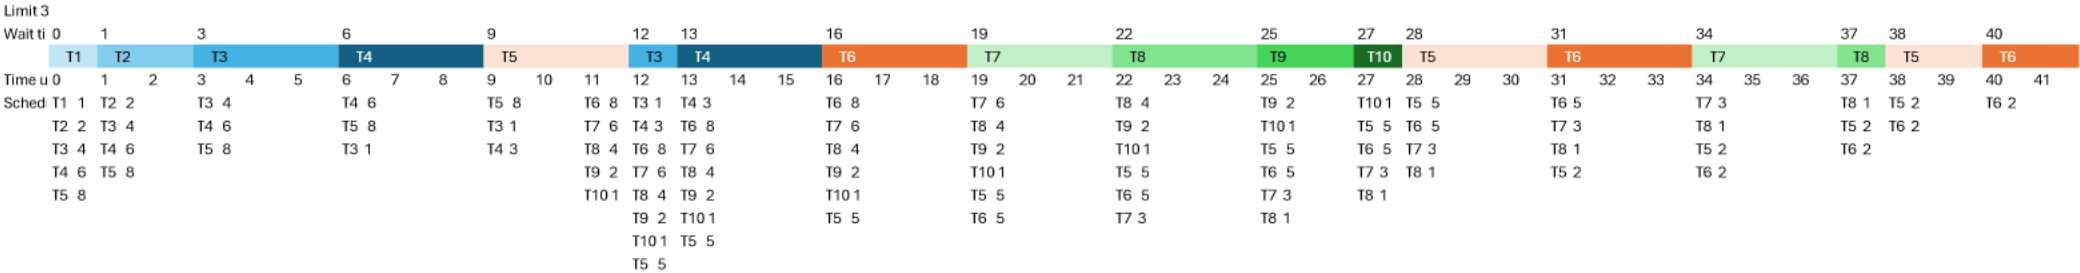 Limit 3
Wait ti 0 1 3 6 9 12 13 16 19 22 25 27 28 31 34 37 38 40
T1 T2 T3 T4 T5 T3 T4 T6 T7 T8 T9 T10 T5 T6 T7 T8 T5 T6
Time u 0 1 2 3 4 5 6 7 8 9 10 11 12 13 14 15 16 17 18 19 20 21 22 23 24 25 26 27 28 29 30 31 32 33 34 35 36 37 38 39 40 41
Sched T1 1 T2 2 T3 4 T4 6 T5 8 T6 8 T3 1 T4 3 T6 8 T7 6 T8 4 T9 2 T10 1 T5 5 T6 5 T7 3 T8 1 T5 2 T6 2
T2 2 T3 4 T4 6 T5 8 T3 1 T7 6 T4 3 T6 8 T7 6 T8 4 T9 2 T10 1 T5 5 T6 5 T7 3 T8 1 T5 2 T6 2
T3 4 T4 6 T5 8 T3 1 T4 3 T8 4 T6 8 T7 6 T8 4 T9 2 T10 1 T5 5 T6 5 T7 3 T8 1 T5 2 T6 2
T4 6 T5 8 T9 2 T7 6 T8 4 T9 2 T10 1 T5 5 T6 5 T7 3 T8 1 T5 2 T6 2
T5 8 T10 1 T8 4 T9 2 T10 1 T5 5 T6 5 T7 3 T8 1
T9 2 T10 1 T5 5 T6 5 T7 3 T8 1
T10 1 T5 5
T5 5